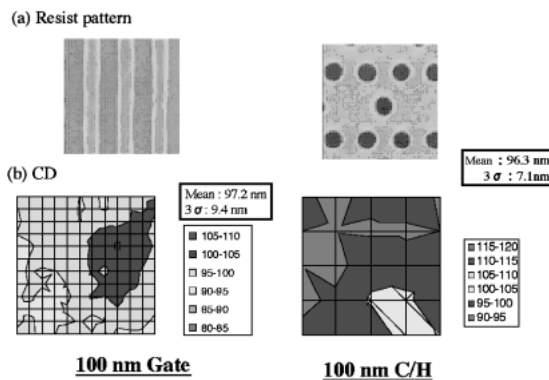 (a) Resist pattern
(b) CD
Mean : 97.2 nm
3 σ : 9.4 nm
105-110
100-105
95-100
90-95
85-90
80-85
100 nm Gate
Mean : 96.3 nm
3 σ : 7.1nm
115-120
110-115
105-110
100-105
95-100
90-95
100 nm C/H